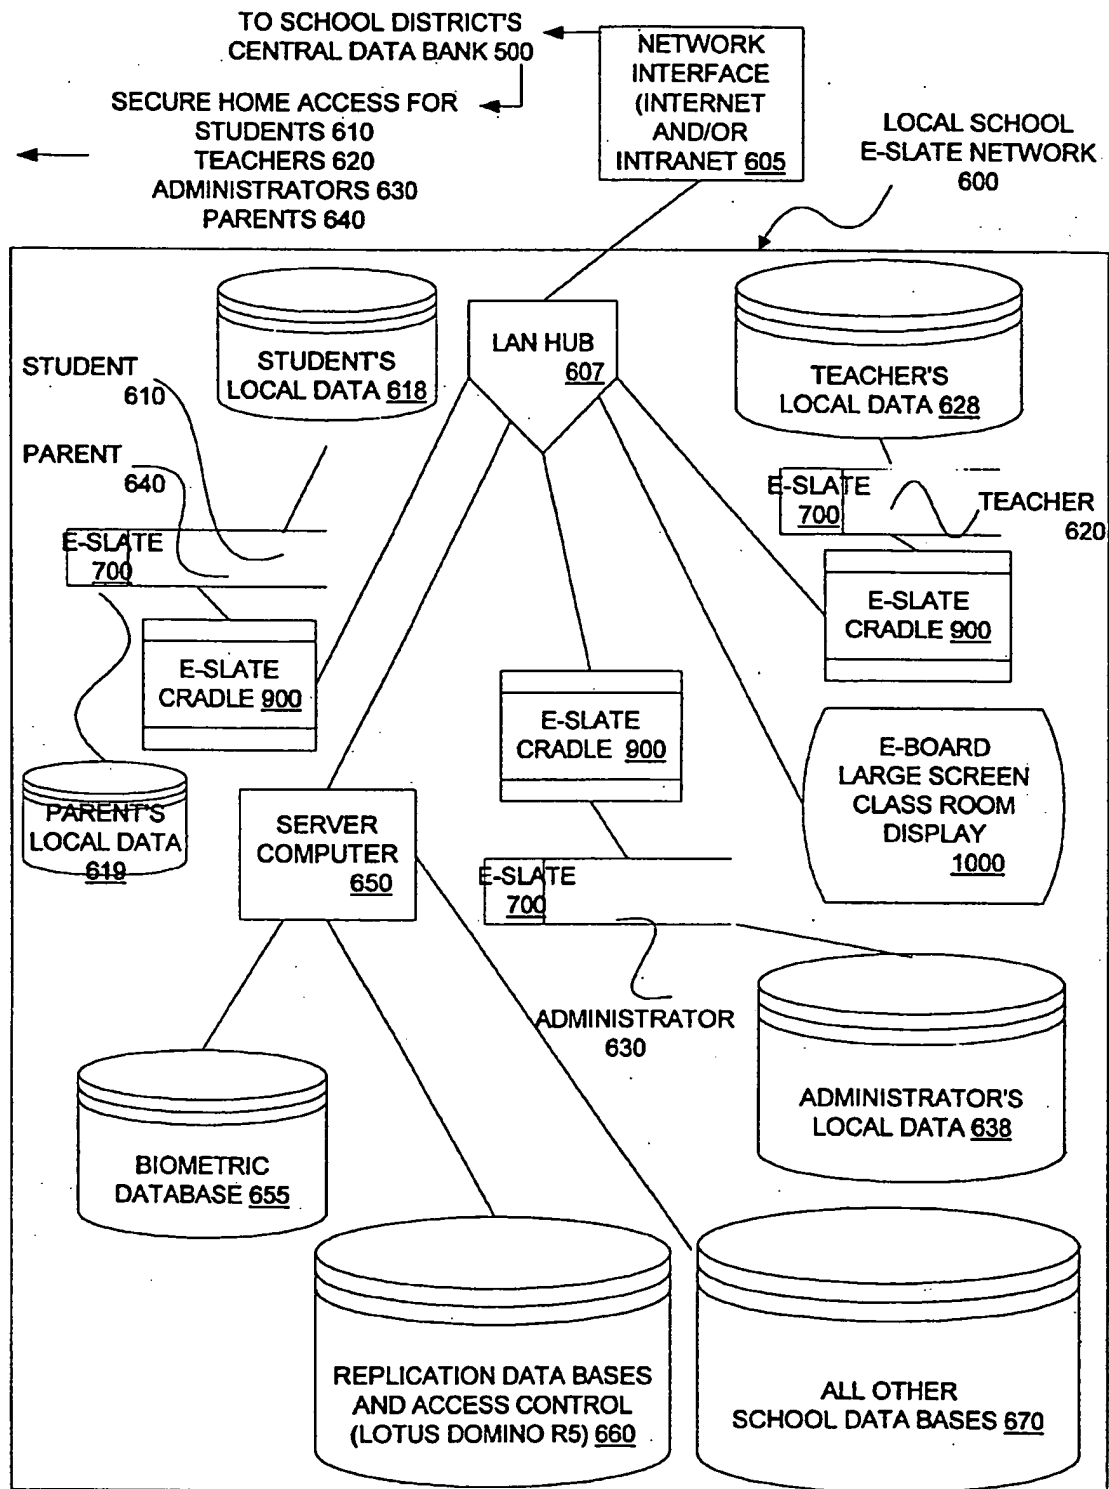 TO SCHOOL DISTRICT'S
CENTRAL DATA BANK 500
NETWORK
INTERFACE
(INTERNET
AND/OR
INTRANET 605
SECURE HOME ACCESS FOR
STUDENTS 610
TEACHERS 620
ADMINISTRATORS 630
PARENTS 640
LOCAL SCHOOL
E-SLATE NETWORK
600
STUDENT'S
LOCAL DATA 618
LAN HUB
607
TEACHER'S
LOCAL DATA 628
STUDENT
610
PARENT
640
E-SLATE
700
E-SLATE
700
TEACHER
620
E-SLATE
CRADLE 900
E-SLATE
CRADLE 900
E-SLATE
CRADLE 900
E-BOARD
LARGE SCREEN
CLASS ROOM
DISPLAY
1000
PARENT'S
LOCAL DATA
619
SERVER
COMPUTER
650
E-SLATE
700
ADMINISTRATOR
630
ADMINISTRATOR'S
LOCAL DATA 638
BIOMETRIC
DATABASE 655
REPLICATION DATA BASES
AND ACCESS CONTROL
(LOTUS DOMINO R5) 660
ALL OTHER
SCHOOL DATA BASES 670